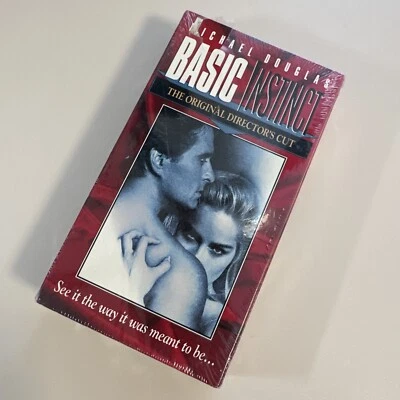 MICHAEL DOUGLAS
BASIC INSTINCT
THE ORIGINAL DIRECTOR'S CUT
See it the way it was meant to be...